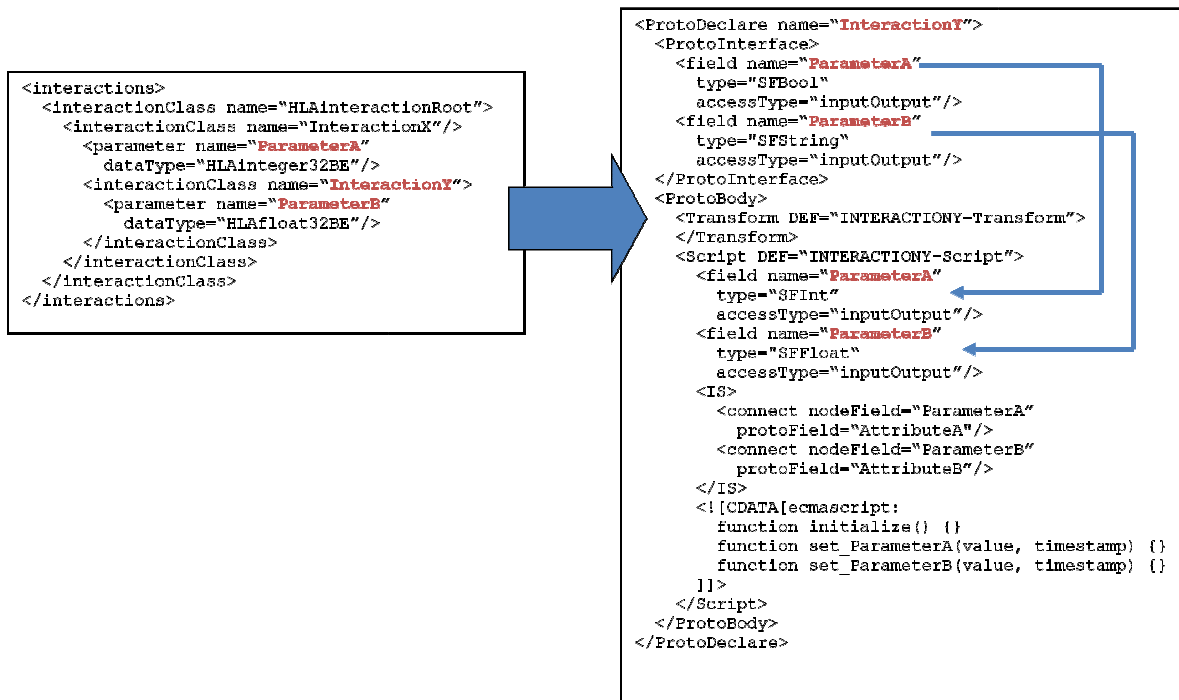 <interactions>
  <interactionClass name=“HLAinteractionRoot”>
    <interactionClass name=“InteractionX”/>
      <parameter name=“ParameterA”
        dataType=“HLAinteger32BE”/>
      <interactionClass name=“InteractionY”>
        <parameter name=“ParameterB”
          dataType=“HLAfloat32BE”/>
      </interactionClass>
    </interactionClass>
  </interactionClass>
</interactions>
<ProtoDeclare name=“InteractionY”>
  <ProtoInterface>
    <field name=“ParameterA”
      type="SFBool“
      accessType=“inputOutput”/>
    <field name=“ParameterB”
      type="SFString“
      accessType=“inputOutput”/>
  </ProtoInterface>
  <ProtoBody>
    <Transform DEF=“INTERACTIONY-Transform”>
    </Transform>
    <Script DEF=“INTERACTIONY-Script”>
      <field name=“ParameterA”
        type=“SFInt”
        accessType=“inputOutput”/>
      <field name=“ParameterB”
        type="SFFloat“
        accessType=“inputOutput”/>
      <IS>
        <connect nodeField=“ParameterA”
          protoField=“AttributeA"/>
        <connect nodeField=“ParameterB”
          protoField=“AttributeB”/>
      </IS>
      <![CDATA[ecmascript:
        function initialize() {}
        function set_ParameterA(value, timestamp) {}
        function set_ParameterB(value, timestamp) {}
      ]]>
    </Script>
  </ProtoBody>
</ProtoDeclare>